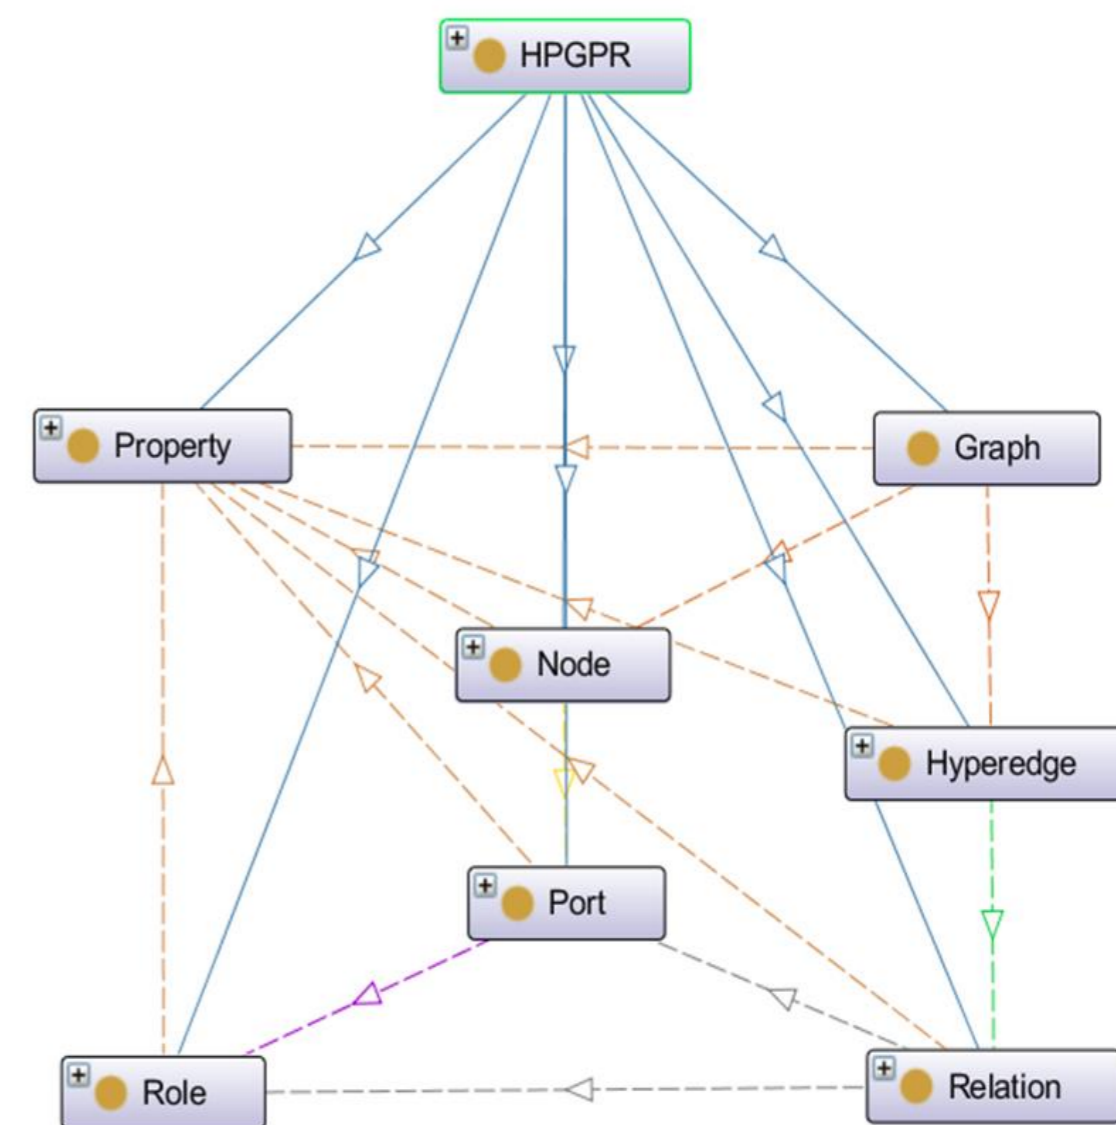 HPGPR
Property
Graph
Node
Hyperedge
Port
Role
Relation